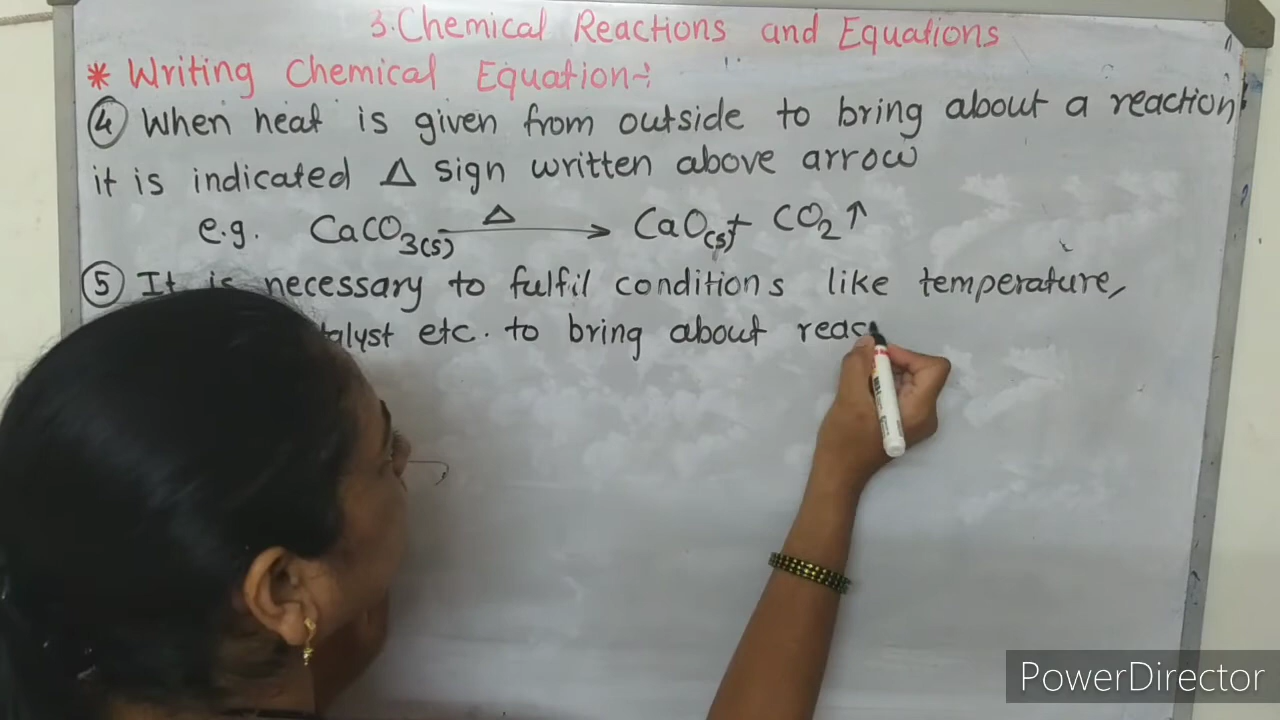 3. Chemical Reactions and Equations
* Writing Chemical Equation:
④ When heat is given from outside to bring about a reaction,
it is indicated Δ sign written above arrow
e.g. CaCO₃(s) —Δ→ CaO(s) + CO₂↑
⑤ It is necessary to fulfil conditions like temperature,
etc. to bring about reac
PowerDirector